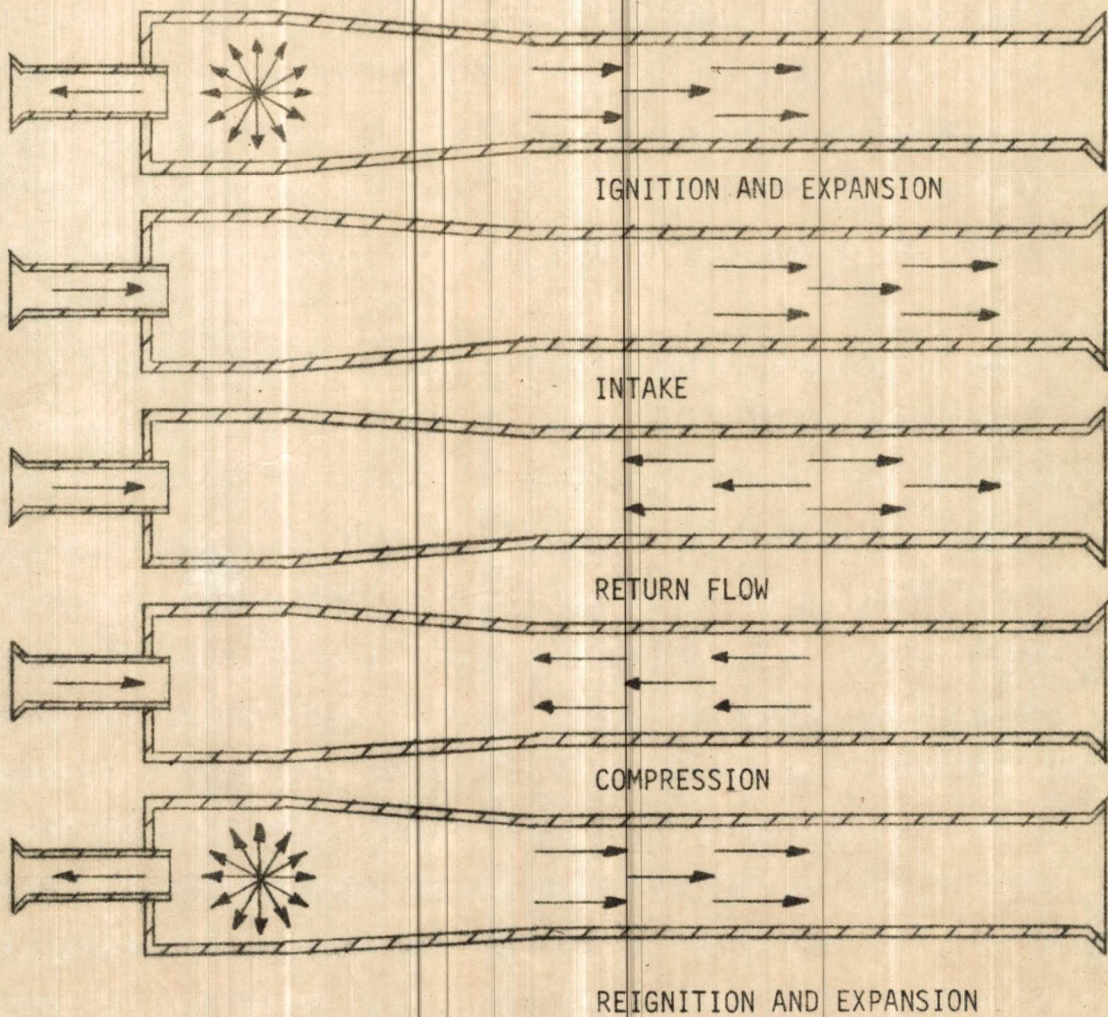 IGNITION AND EXPANSION
INTAKE
RETURN FLOW
COMPRESSION
REIGNITION AND EXPANSION